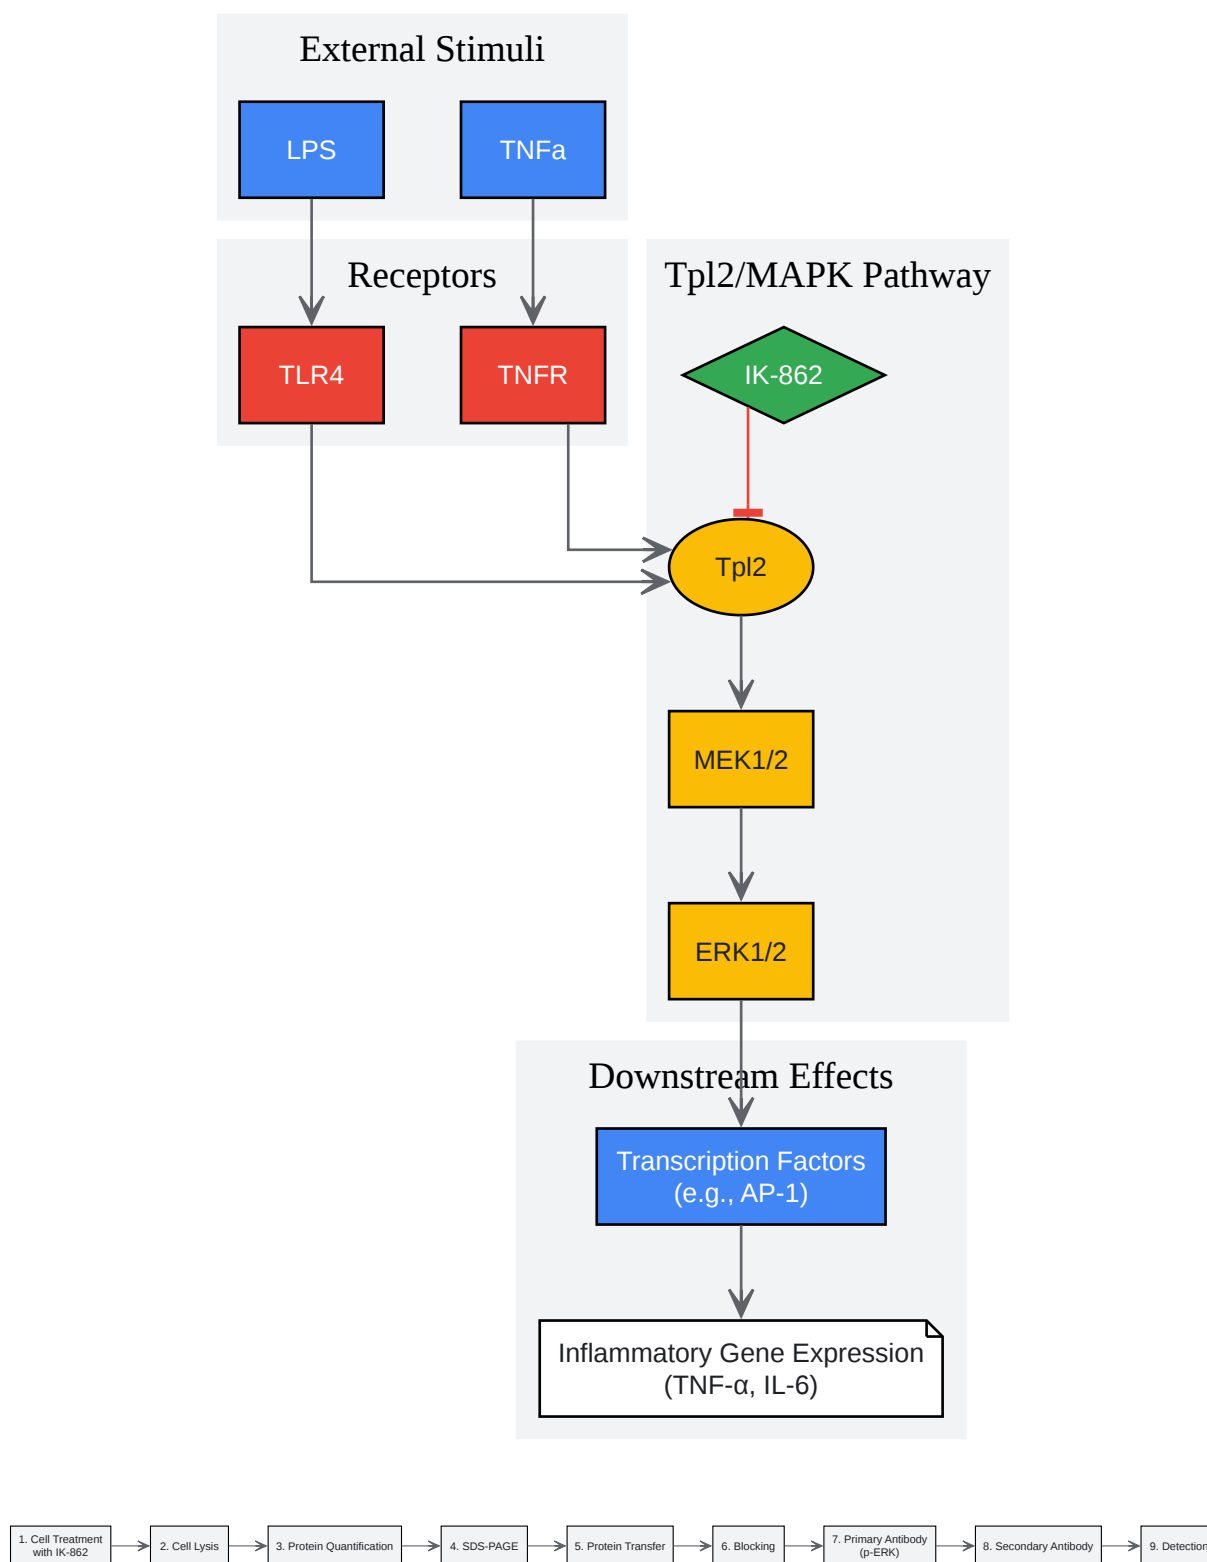 External Stimuli
LPS
TNFa
Receptors
Tpl2/MAPK Pathway
TLR4
TNFR
IK-862
Tpl2
MEK1/2
ERK1/2
Downstream Effects
Transcription Factors
(e.g., AP-1)
Inflammatory Gene Expression
(TNF-α, IL-6)
1. Cell Treatment
with IK-862
2. Cell Lysis
3. Protein Quantification
4. SDS-PAGE
5. Protein Transfer
6. Blocking
7. Primary Antibody
(p-ERK)
8. Secondary Antibody
9. Detection